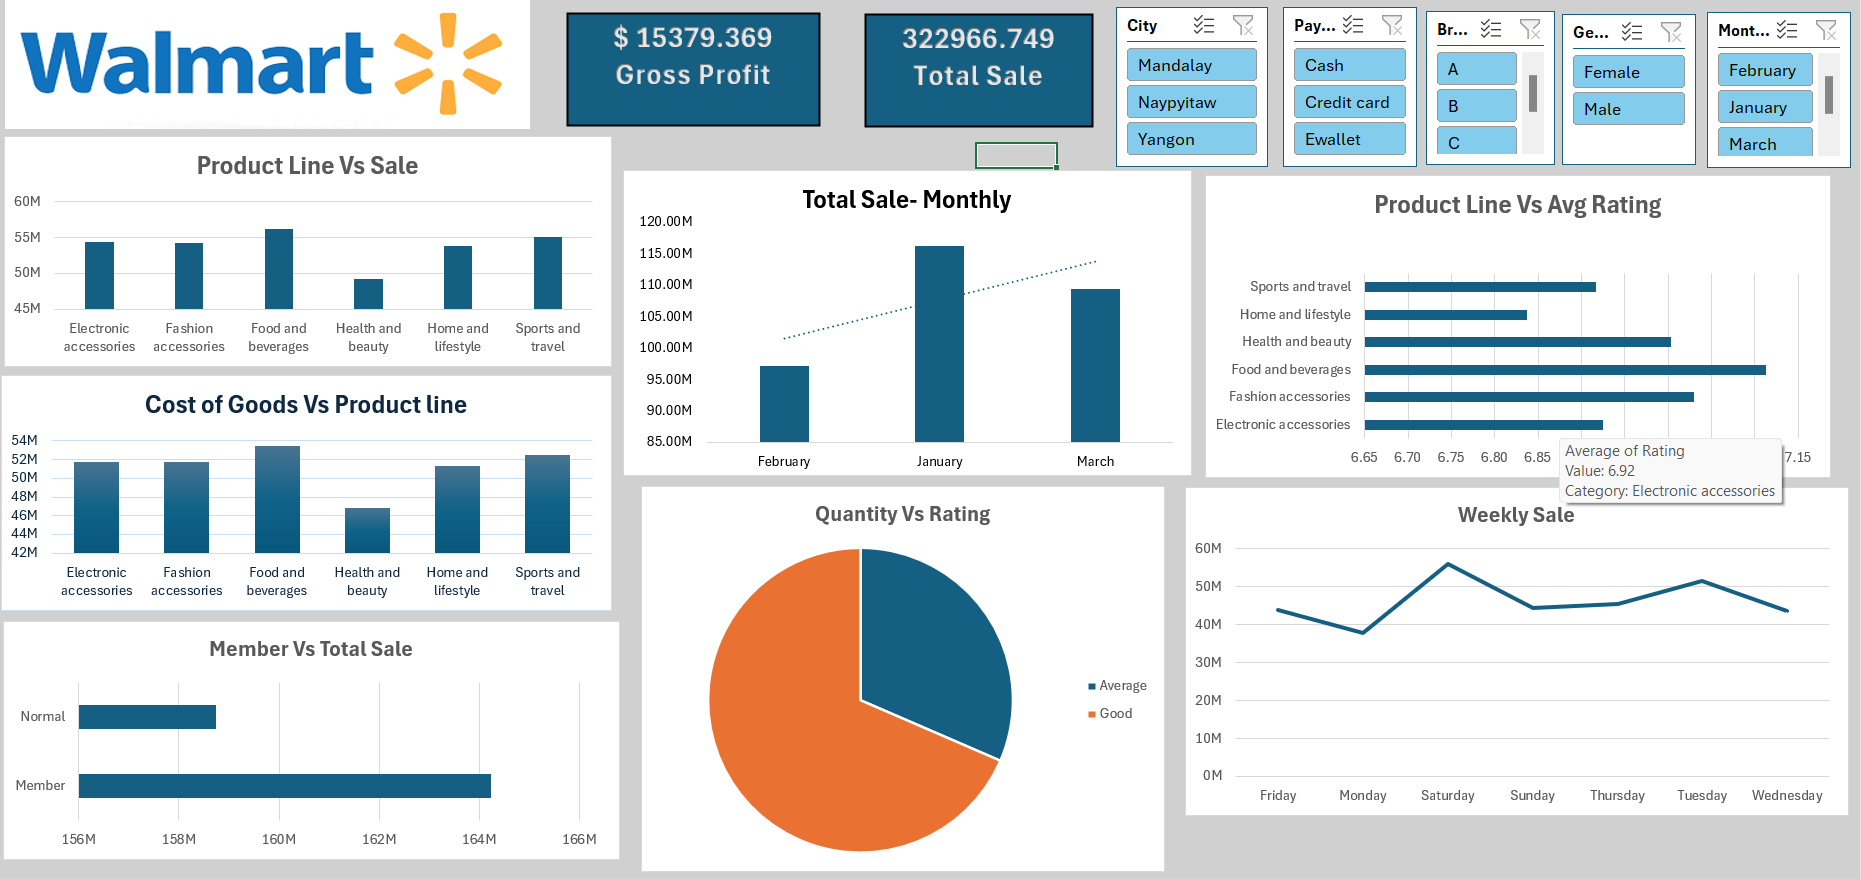 Walmart
$ 15379.369
Gross Profit
322966.749
Total Sale
City
Mandalay
Naypyitaw
Yangon
Pay...
Cash
Credit card
Ewallet
Br...
A
B
C
Ge...
Female
Male
Mont...
February
January
March
Product Line Vs Sale
60M
55M
50M
45M
Electronic accessories
Fashion accessories
Food and beverages
Health and beauty
Home and lifestyle
Sports and travel
Total Sale- Monthly
120.00M
115.00M
110.00M
105.00M
100.00M
95.00M
90.00M
85.00M
February
January
March
Product Line Vs Avg Rating
Sports and travel
Home and lifestyle
Health and beauty
Food and beverages
Fashion accessories
Electronic accessories
6.65 6.70 6.75 6.80 6.85 7.15
Average of Rating
Value: 6.92
Category: Electronic accessories
Cost of Goods Vs Product line
54M
52M
50M
48M
46M
44M
42M
Electronic accessories
Fashion accessories
Food and beverages
Health and beauty
Home and lifestyle
Sports and travel
Member Vs Total Sale
Normal
Member
156M 158M 160M 162M 164M 166M
Quantity Vs Rating
Average
Good
Weekly Sale
60M
50M
40M
30M
20M
10M
0M
Friday Monday Saturday Sunday Thursday Tuesday Wednesday